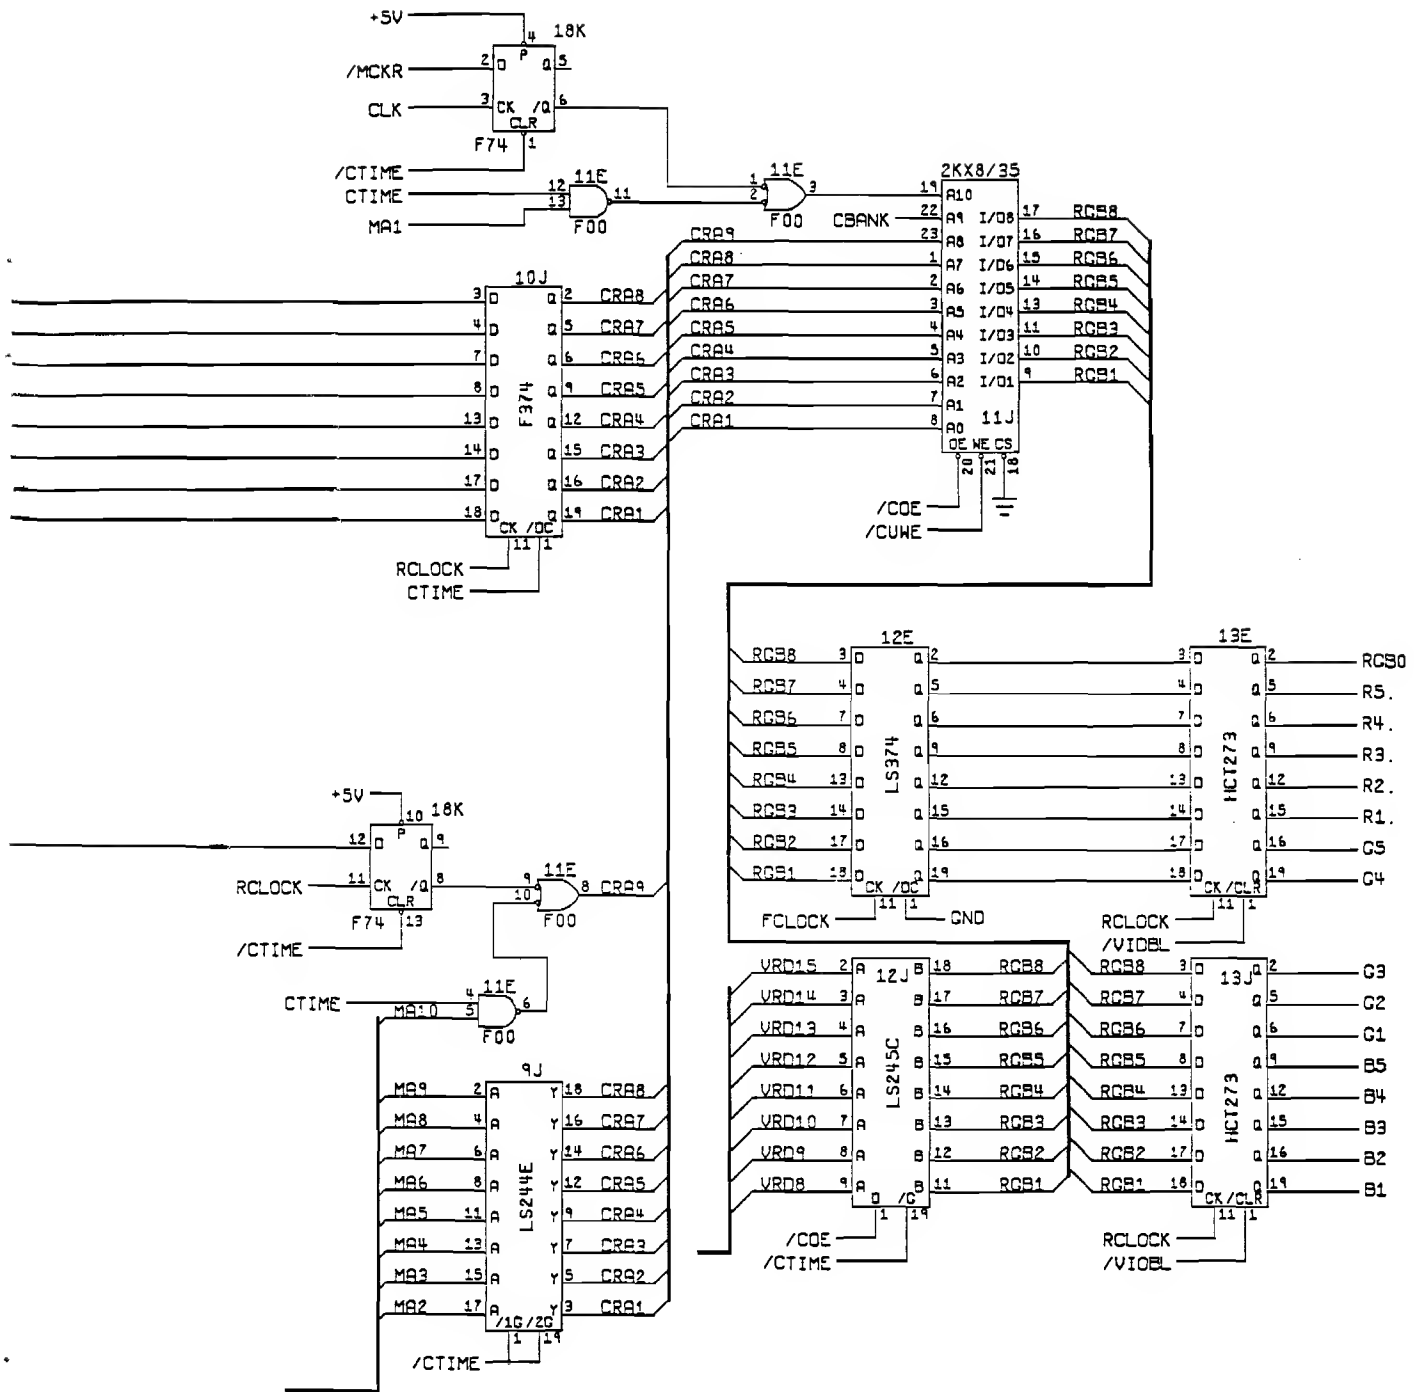 +5V
4 18K
P
/MCKR 2 D Q 5
CLK 3 CK /Q 6
CLR
F74 1
/CTIME
CTIME 12 11E 11
MA1 13 F00
1 11E 3
2 F00
2KX8/35
19 A10
CBANK 22 A9 I/O8 17 RGB8
CRA9 23 A8 I/O7 16 RGB7
CRA8 1 A7 I/O6 15 RGB6
CRA7 2 A6 I/O5 14 RGB5
CRA6 3 A5 I/O4 13 RGB4
CRA5 4 A4 I/O3 11 RGB3
CRA4 5 A3 I/O2 10 RGB2
CRA3 6 A2 I/O1 9 RGB1
CRA2 7 A1
CRA1 8 A0
11J
OE WE CS
20 21 18
/COE
/CUWE
10J
3 D Q 2 CRA8
4 D Q 5 CRA7
7 D Q 6 CRA6
8 D Q 9 CRA5
13 D Q 12 CRA4
14 D Q 15 CRA3
17 D Q 16 CRA2
18 D Q 19 CRA1
F374
CK /OC
11 1
RCLOCK
CTIME
12E
RGB8 3 D Q 2
RGB7 4 D Q 5
RGB6 7 D Q 6
RGB5 8 D Q 9
RGB4 13 D Q 12
RGB3 14 D Q 15
RGB2 17 D Q 16
RGB1 18 D Q 19
LS374
CK /OC
11 1
FCLOCK
GND
13E
3 D Q 2 RGB0
4 D Q 5 R5.
7 D Q 6 R4.
8 D Q 9 R3.
13 D Q 12 R2.
14 D Q 15 R1.
17 D Q 16 G5
18 D Q 19 G4
HCT273
CK /CLR
11 1
RCLOCK
/VIDBL
+5V
10 18K
P
12 D Q 9
RCLOCK 11 CK /Q 8
CLR
F74 13
/CTIME
9 11E 8 CRA9
10 F00
CTIME 4 11E 6
MA10 5 F00
9J
MA9 2 A Y 18 CRA8
MA8 4 A Y 16 CRA7
MA7 6 A Y 14 CRA6
MA6 8 A Y 12 CRA5
MA5 11 A Y 9 CRA4
MA4 13 A Y 7 CRA3
MA3 15 A Y 5 CRA2
MA2 17 A Y 3 CRA1
LS244E
/1G /2G
1 19
/CTIME
12J
VRD15 2 A B 18 RGB8
VRD14 3 A B 17 RGB7
VRD13 4 A B 16 RGB6
VRD12 5 A B 15 RGB5
VRD11 6 A B 14 RGB4
VRD10 7 A B 13 RGB3
VRD9 8 A B 12 RGB2
VRD8 9 A B 11 RGB1
LS245C
D /G
1 19
/COE
/CTIME
13J
RGB8 3 D Q 2 G3
RGB7 4 D Q 5 G2
RGB6 7 D Q 6 G1
RGB5 8 D Q 9 B5
RGB4 13 D Q 12 B4
RGB3 14 D Q 15 B3
RGB2 17 D Q 16 B2
RGB1 18 D Q 19 B1
HCT273
CK /CLR
11 1
RCLOCK
/VIDBL